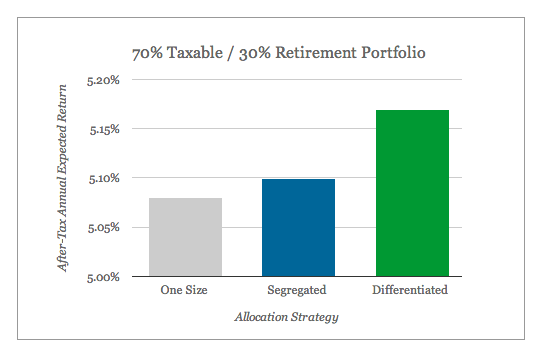 70% Taxable / 30% Retirement Portfolio
After-Tax Annual Expected Return
5.20%
5.15%
5.10%
5.05%
5.00%
One Size Segregated Differentiated
Allocation Strategy